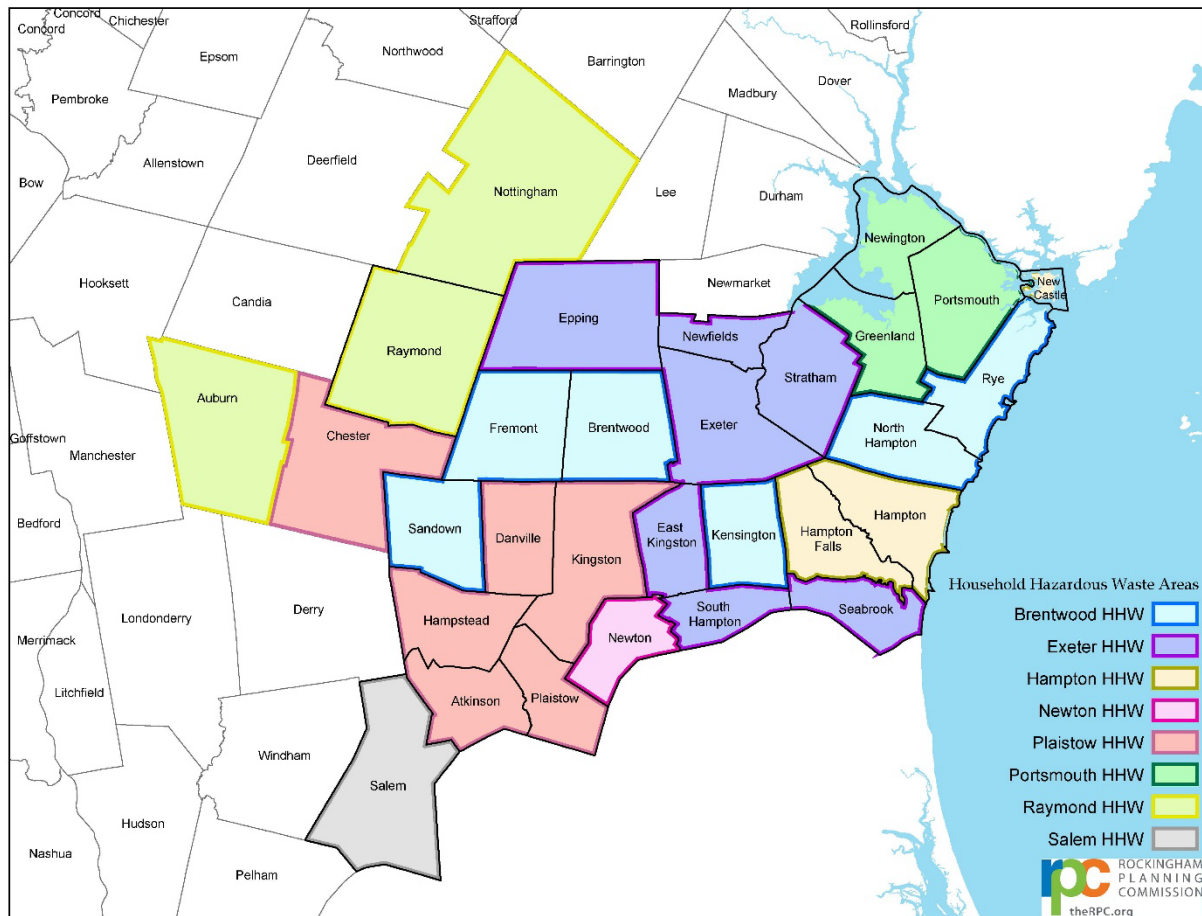 Concord
Chichester
Concord
Epsom
Northwood
Strafford
Barrington
Rollinsford
Dover
Madbury
Pembroke
Allenstown
Deerfield
Nottingham
Lee
Durham
Bow
Hooksett
Candia
Newmarket
Newington
Portsmouth
New
Castle
Epping
Newfields
Greenland
Raymond
Stratham
Rye
Auburn
Chester
Fremont
Brentwood
Exeter
North
Hampton
Goffstown
Manchester
Bedford
Sandown
Danville
Kingston
East
Kingston
Kensington
Hampton
Falls
Hampton
Merrimack
Londonderry
Derry
Hampstead
Newton
South
Hampton
Seabrook
Litchfield
Atkinson
Plaistow
Windham
Salem
Hudson
Nashua
Pelham
Household Hazardous Waste Areas
Brentwood HHW
Exeter HHW
Hampton HHW
Newton HHW
Plaistow HHW
Portsmouth HHW
Raymond HHW
Salem HHW
rpc
ROCKINGHAM
PLANNING
COMMISSION
theRPC.org